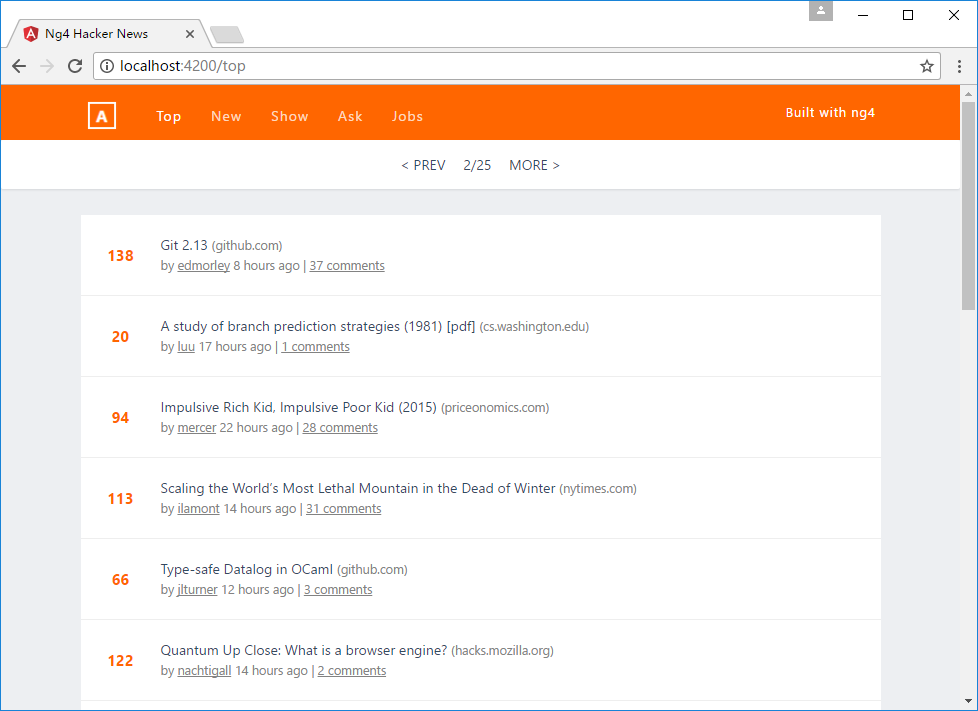 Ng4 Hacker News
localhost:4200/top
A Top New Show Ask Jobs Built with ng4
< PREV 2/25 MORE >
138
Git 2.13 (github.com)
by edmorley 8 hours ago | 37 comments
20
A study of branch prediction strategies (1981) [pdf] (cs.washington.edu)
by luu 17 hours ago | 1 comments
94
Impulsive Rich Kid, Impulsive Poor Kid (2015) (priceonomics.com)
by mercer 22 hours ago | 28 comments
113
Scaling the World’s Most Lethal Mountain in the Dead of Winter (nytimes.com)
by ilamont 14 hours ago | 31 comments
66
Type-safe Datalog in OCaml (github.com)
by jlturner 12 hours ago | 3 comments
122
Quantum Up Close: What is a browser engine? (hacks.mozilla.org)
by nachtigall 14 hours ago | 2 comments